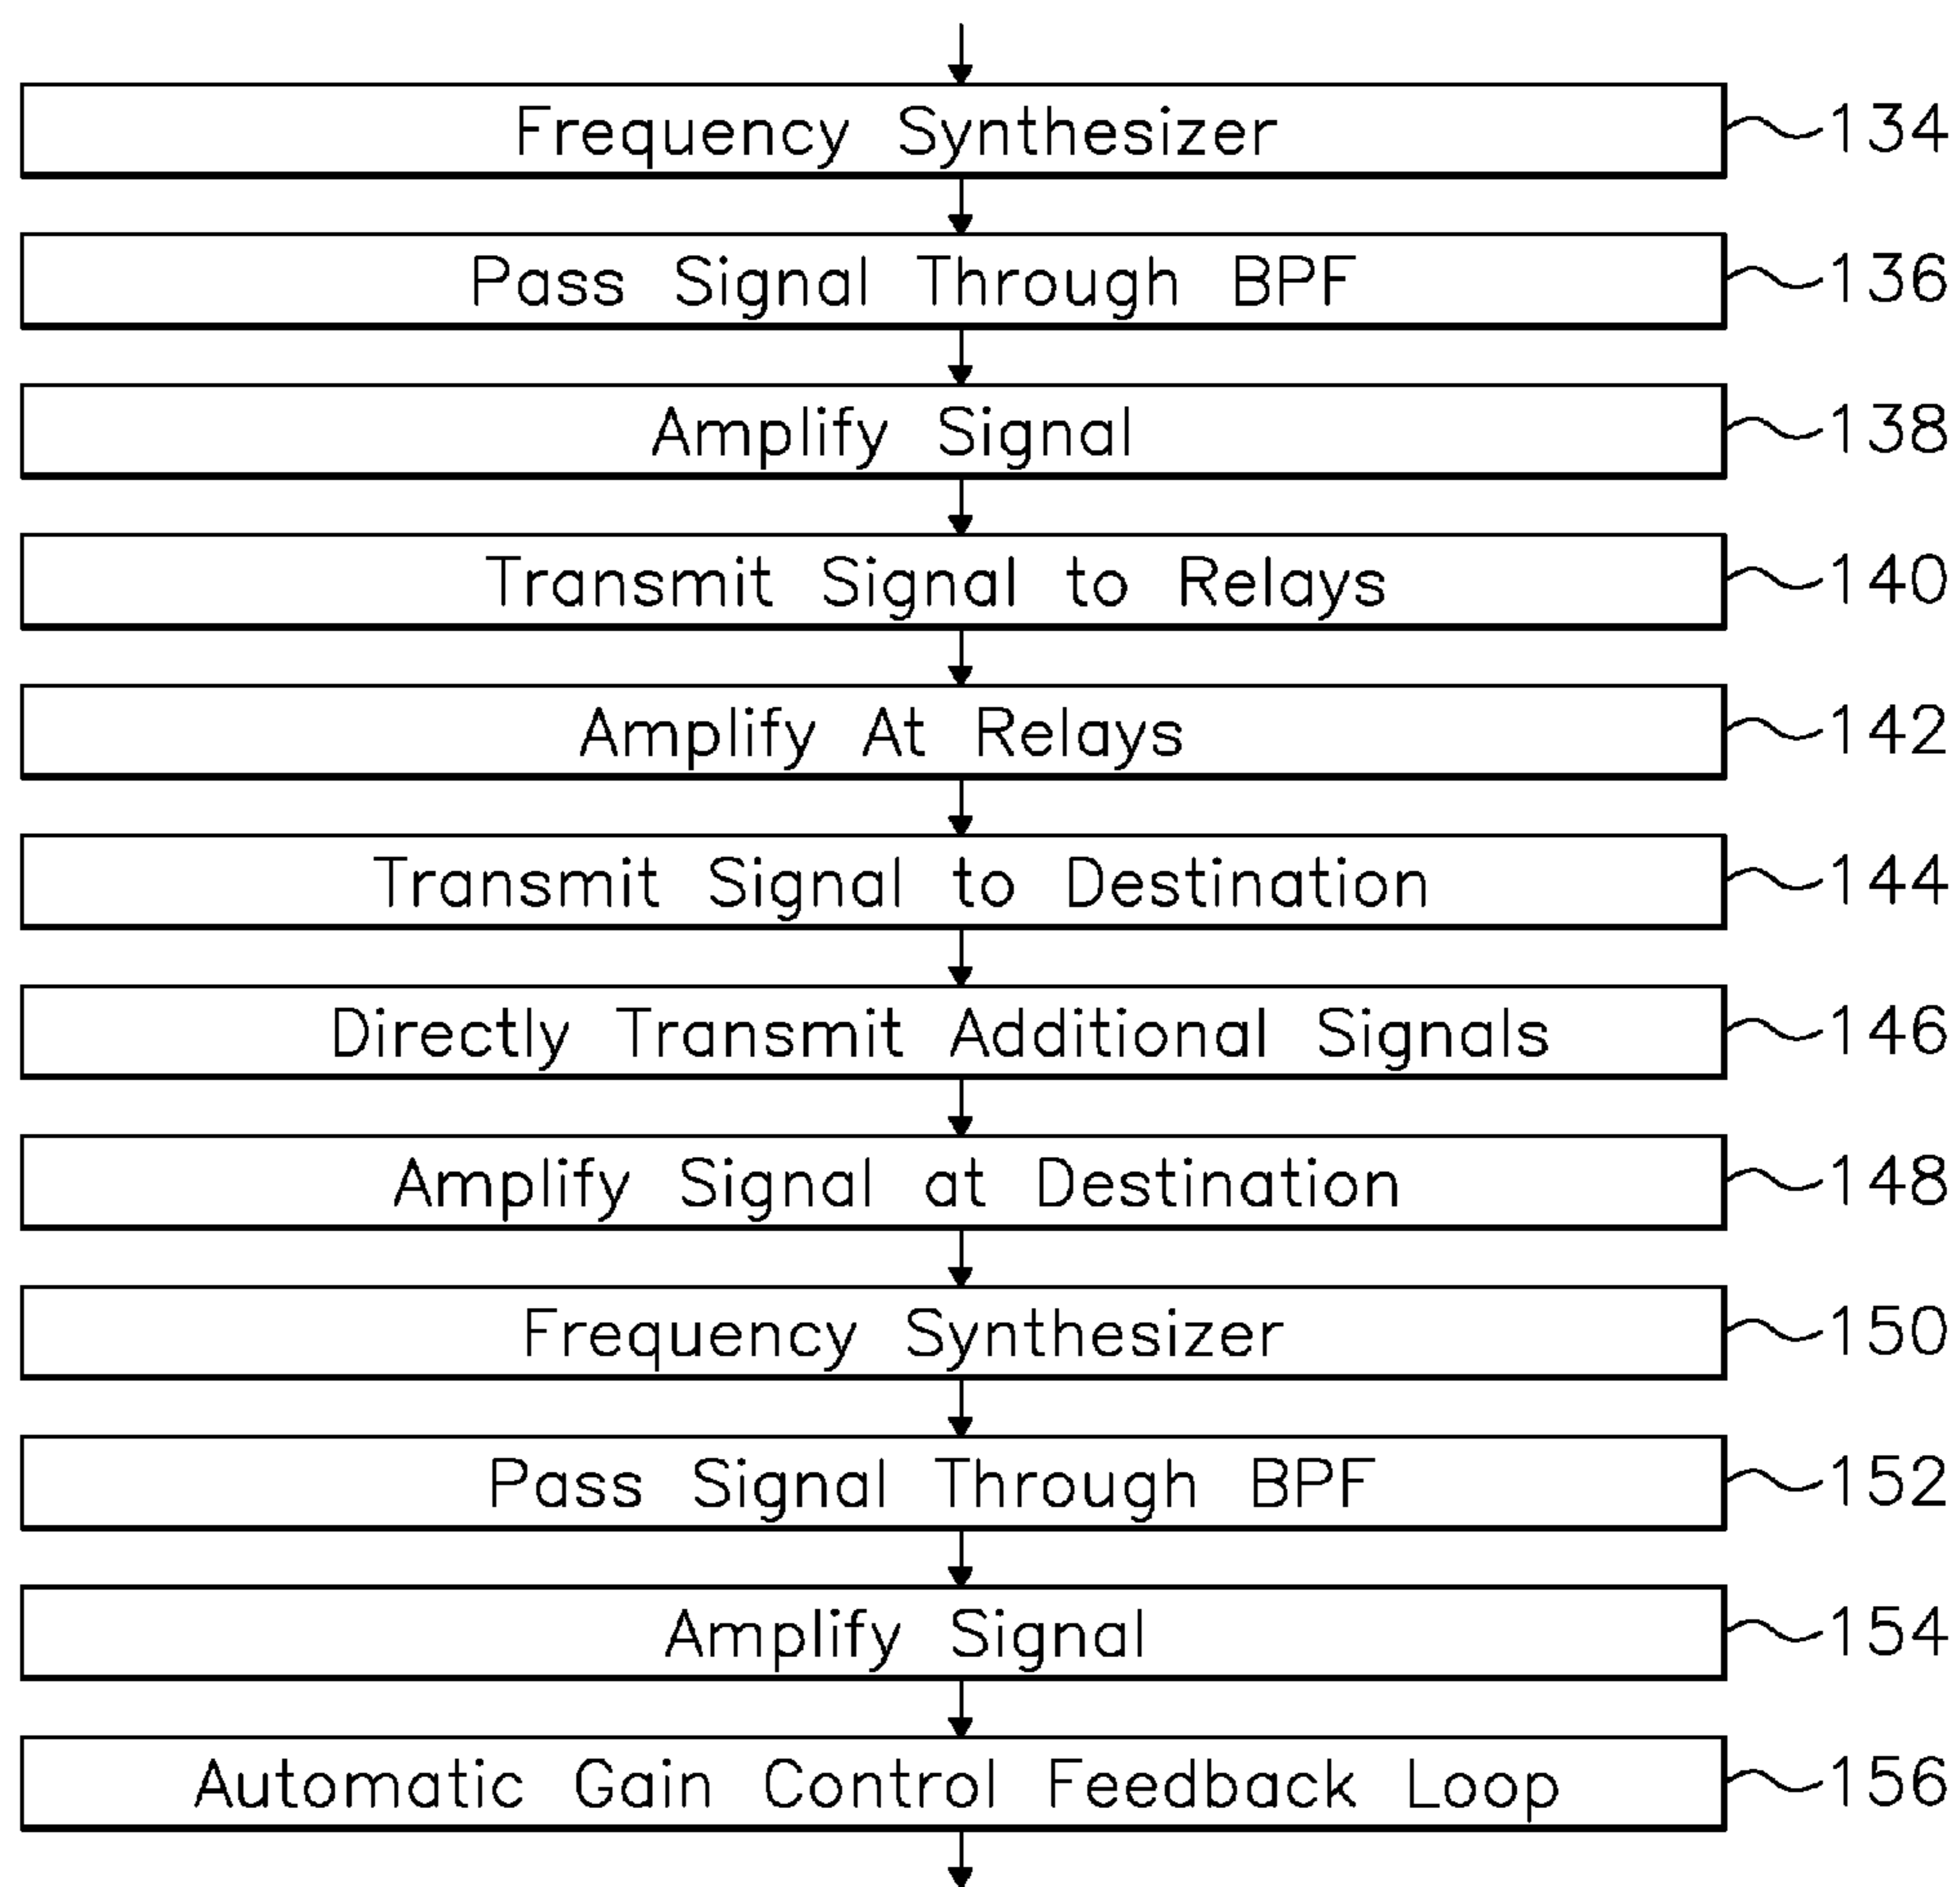 Frequency Synthesizer 134
Pass Signal Through BPF 136
Amplify Signal 138
Transmit Signal to Relays 140
Amplify At Relays 142
Transmit Signal to Destination 144
Directly Transmit Additional Signals 146
Amplify Signal at Destination 148
Frequency Synthesizer 150
Pass Signal Through BPF 152
Amplify Signal 154
Automatic Gain Control Feedback Loop 156